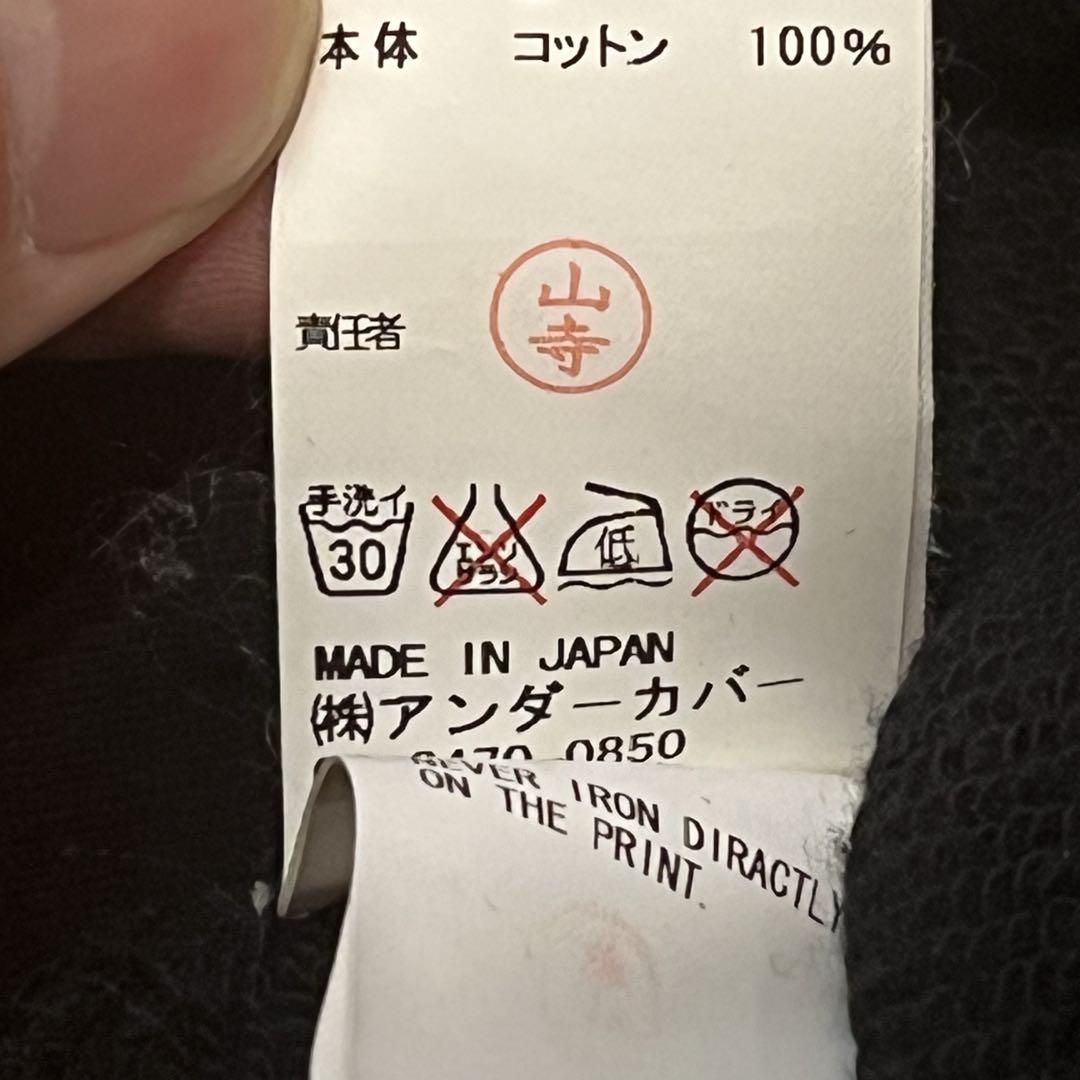 本体 コットン 100%
責任者
山寺
手洗イ
30
エンソ
サラシ
低
ドライ
MADE IN JAPAN
(株)アンダーカバー
0850
NEVER IRON DIRACTLY
ON THE PRINT.